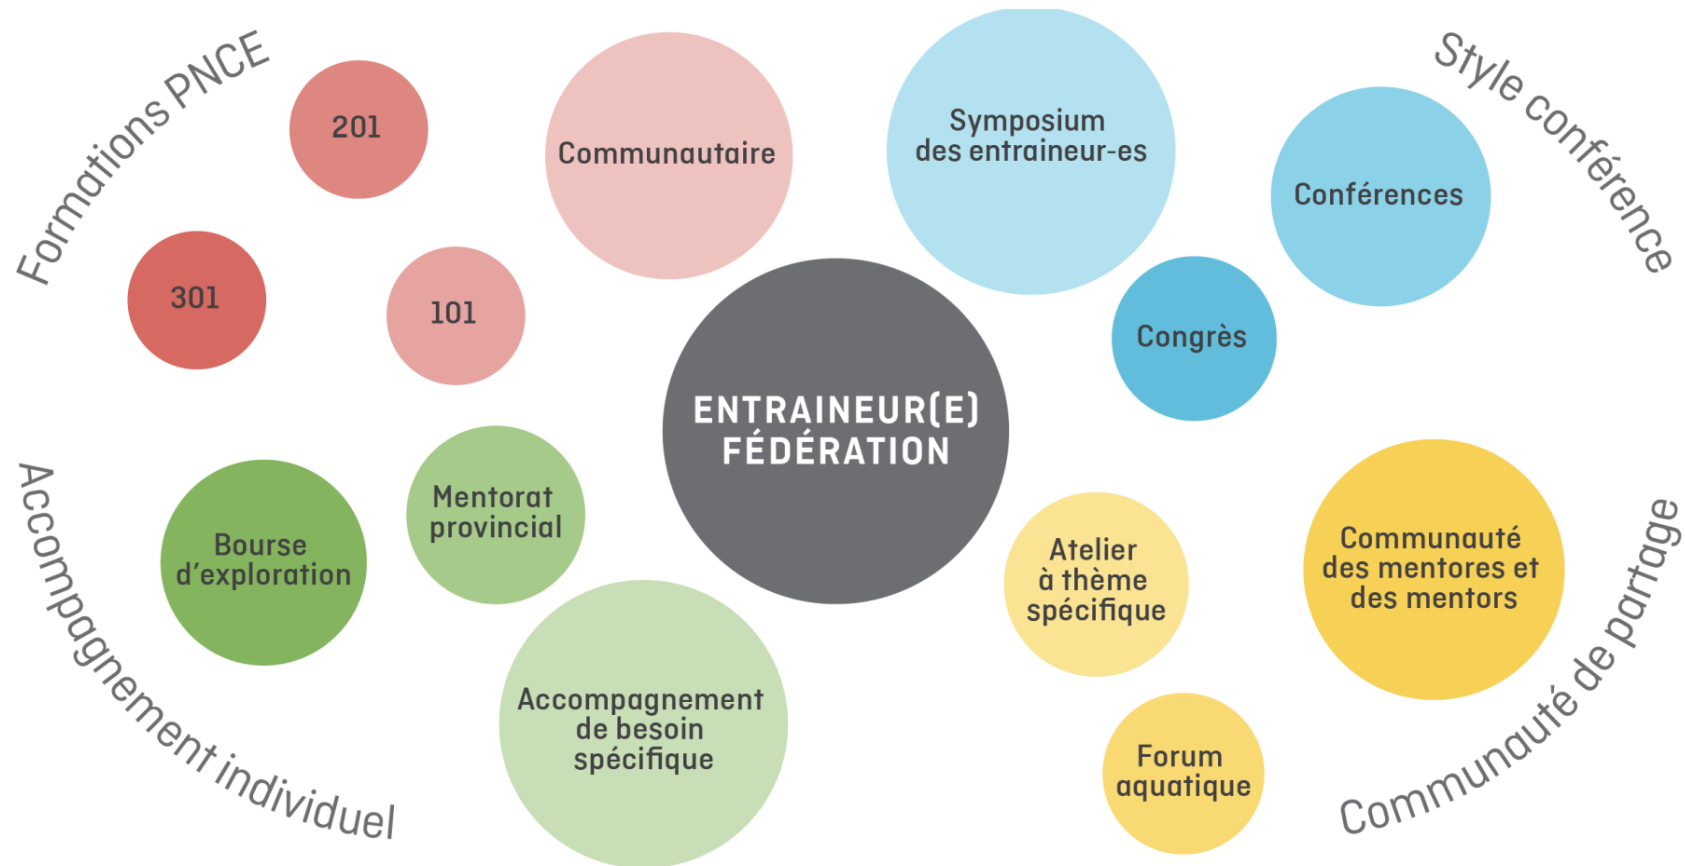 Formations PNCE
201
301
101
Communautaire
Style conférence
Symposium
des entraineur-es
Conférences
Congrès
ENTRAINEUR(E)
FÉDÉRATION
Accompagnement individuel
Bourse
d'exploration
Mentorat
provincial
Accompagnement
de besoin
spécifique
Communauté de partage
Atelier
à thème
spécifique
Communauté
des mentores et
des mentors
Forum
aquatique